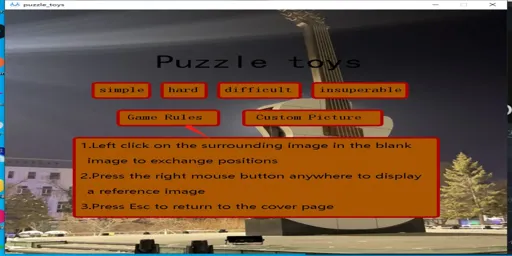 puzzle_toys
Puzzle toys
simple hard difficult insuperable
Game Rules Custom Picture
1.Left click on the surrounding image in the blank
image to exchange positions
2.Press the right mouse button anywhere to display
a reference image
3.Press Esc to return to the cover page